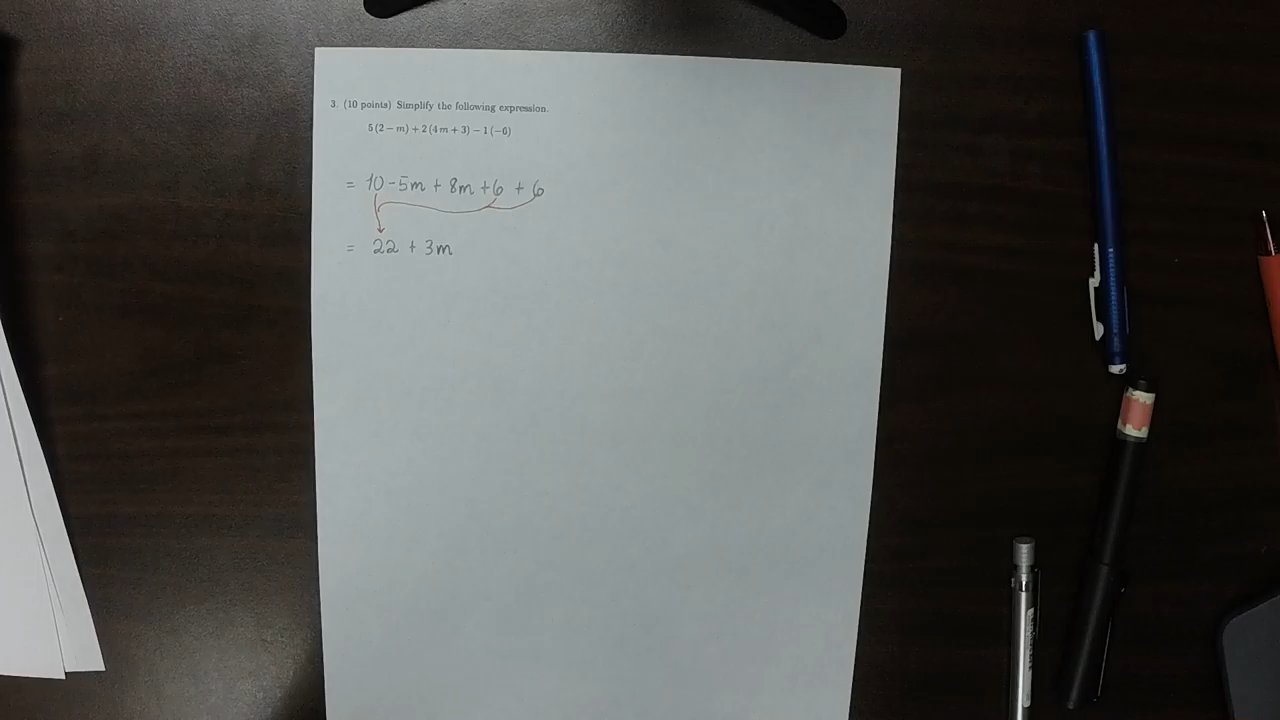 3. (10 points) Simplify the following expression.
5(2 − m) + 2(4m + 3) − 1(−6)
= 10 - 5m + 8m + 6 + 6
= 22 + 3m